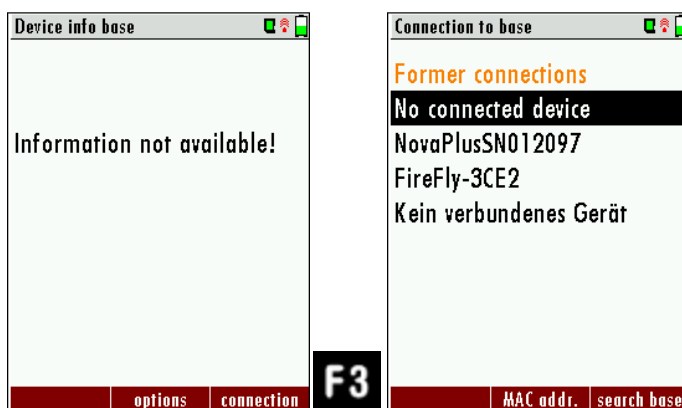 Device info base
Information not available!
options connection
F3
Connection to base
Former connections
No connected device
NovaPlusSN012097
FireFly-3CE2
Kein verbundenes Gerät
MAC addr. search base